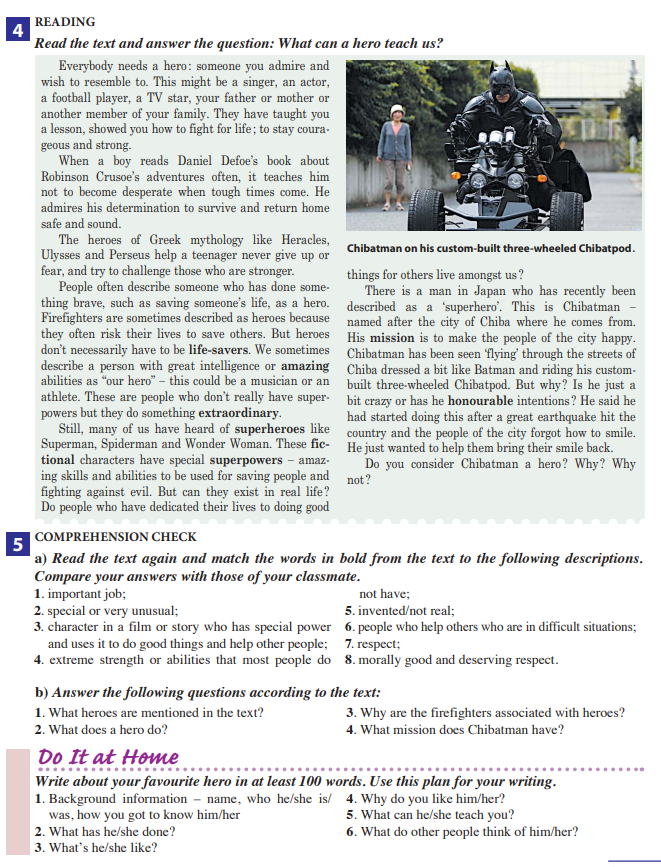 4
READING
Read the text and answer the question: What can a hero teach us?
Everybody needs a hero: someone you admire and
wish to resemble to. This might be a singer, an actor,
a football player, a TV star, your father or mother or
another member of your family. They have taught you
a lesson, showed you how to fight for life; to stay coura-
geous and strong.
When a boy reads Daniel Defoe's book about
Robinson Crusoe's adventures often, it teaches him
not to become desperate when tough times come. He
admires his determination to survive and return home
safe and sound.
The heroes of Greek mythology like Heracles,
Ulysses and Perseus help a teenager never give up or
fear, and try to challenge those who are stronger.
People often describe someone who has done some-
thing brave, such as saving someone's life, as a hero.
Firefighters are sometimes described as heroes because
they often risk their lives to save others. But heroes
don't necessarily have to be life-savers. We sometimes
describe a person with great intelligence or amazing
abilities as "our hero" – this could be a musician or an
athlete. These are people who don't really have super-
powers but they do something extraordinary.
Still, many of us have heard of superheroes like
Superman, Spiderman and Wonder Woman. These fic-
tional characters have special superpowers – amaz-
ing skills and abilities to be used for saving people and
fighting against evil. But can they exist in real life?
Do people who have dedicated their lives to doing good
Chibatman on his custom-built three-wheeled Chibatpod.
things for others live amongst us?
There is a man in Japan who has recently been
described as a 'superhero'. This is Chibatman –
named after the city of Chiba where he comes from.
His mission is to make the people of the city happy.
Chibatman has been seen 'flying' through the streets of
Chiba dressed a bit like Batman and riding his custom-
built three-wheeled Chibatpod. But why? Is he just a
bit crazy or has he honourable intentions? He said he
had started doing this after a great earthquake hit the
country and the people of the city forgot how to smile.
He just wanted to help them bring their smile back.
Do you consider Chibatman a hero? Why? Why
not?
5
COMPREHENSION CHECK
a) Read the text again and match the words in bold from the text to the following descriptions.
Compare your answers with those of your classmate.
1. important job;
2. special or very unusual;
3. character in a film or story who has special power
and uses it to do good things and help other people;
4. extreme strength or abilities that most people do
not have;
5. invented/not real;
6. people who help others who are in difficult situations;
7. respect;
8. morally good and deserving respect.
b) Answer the following questions according to the text:
1. What heroes are mentioned in the text?
2. What does a hero do?
3. Why are the firefighters associated with heroes?
4. What mission does Chibatman have?
Do It at Home
Write about your favourite hero in at least 100 words. Use this plan for your writing.
1. Background information – name, who he/she is/
was, how you got to know him/her
2. What has he/she done?
3. What's he/she like?
4. Why do you like him/her?
5. What can he/she teach you?
6. What do other people think of him/her?